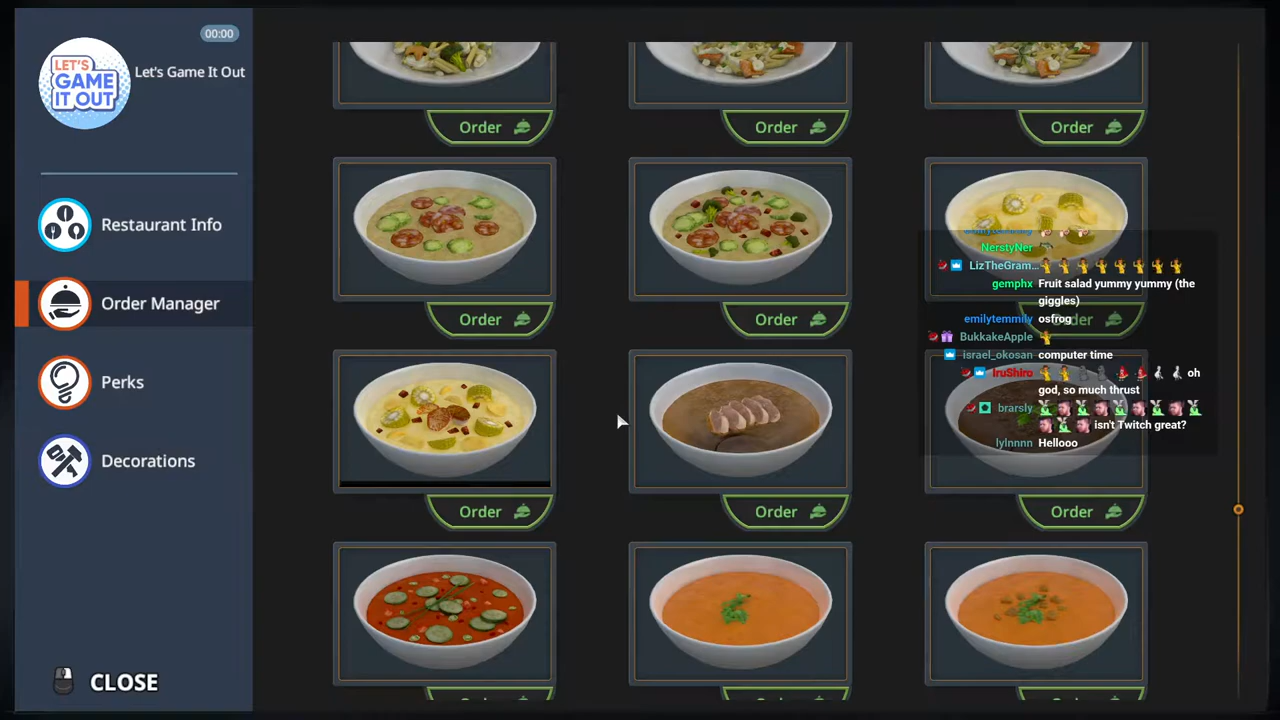 00:00
LET'S
GAME
IT OUT
Let's Game It Out
Restaurant Info
Order Manager
Perks
Decorations
CLOSE
Order
Order
Order
Order
Order
Order
Order
Order
Order
NerstyNer
LizTheGram...
gemphx Fruit salad yummy yummy (the
giggles)
emilytemmily osfrog
BukkakeApple
israel_okosan computer time
IruShiro oh
god, so much thrust
brarsly
isn't Twitch great?
lylnnnn Hellooo